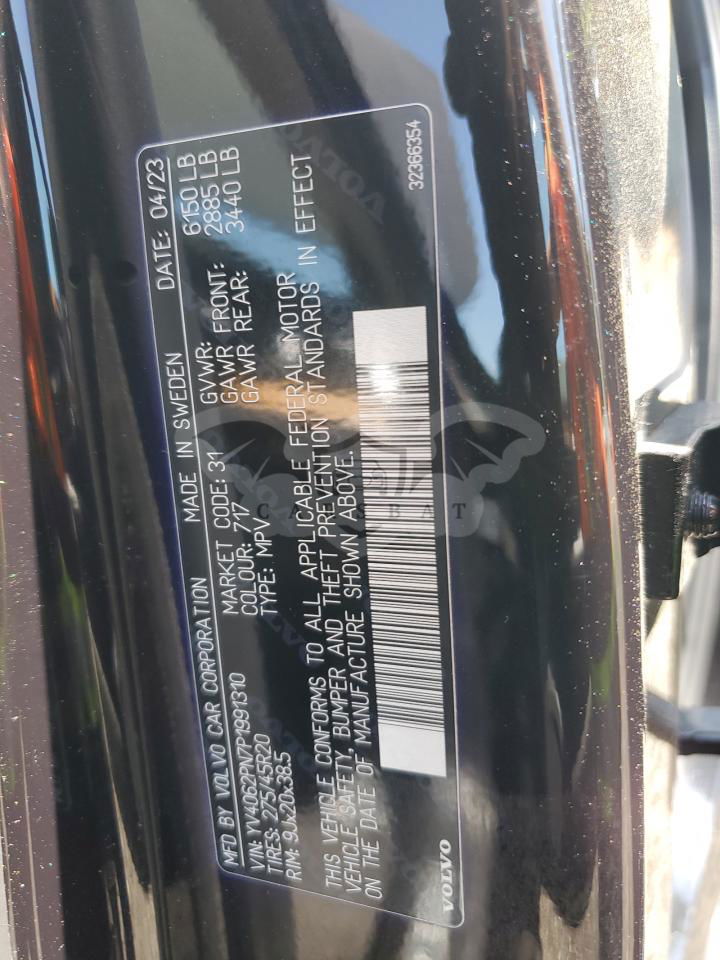 MFD BY VOLVO CAR CORPORATION MADE IN SWEDEN DATE: 04/23
VIN: YV4062PN7P1991310 MARKET CODE: 31 GVWR: 6150 LB
TIRES: 275/45R20 COLOUR: 717 GAWR FRONT: 2885 LB
RIM: 9Jx20x38.5 TYPE: MPV GAWR REAR: 3440 LB
THIS VEHICLE CONFORMS TO ALL APPLICABLE FEDERAL MOTOR
VEHICLE SAFETY, BUMPER AND THEFT PREVENTION STANDARDS IN EFFECT
ON THE DATE OF MANUFACTURE SHOWN ABOVE.
VOLVO 32366354
CARSBAT